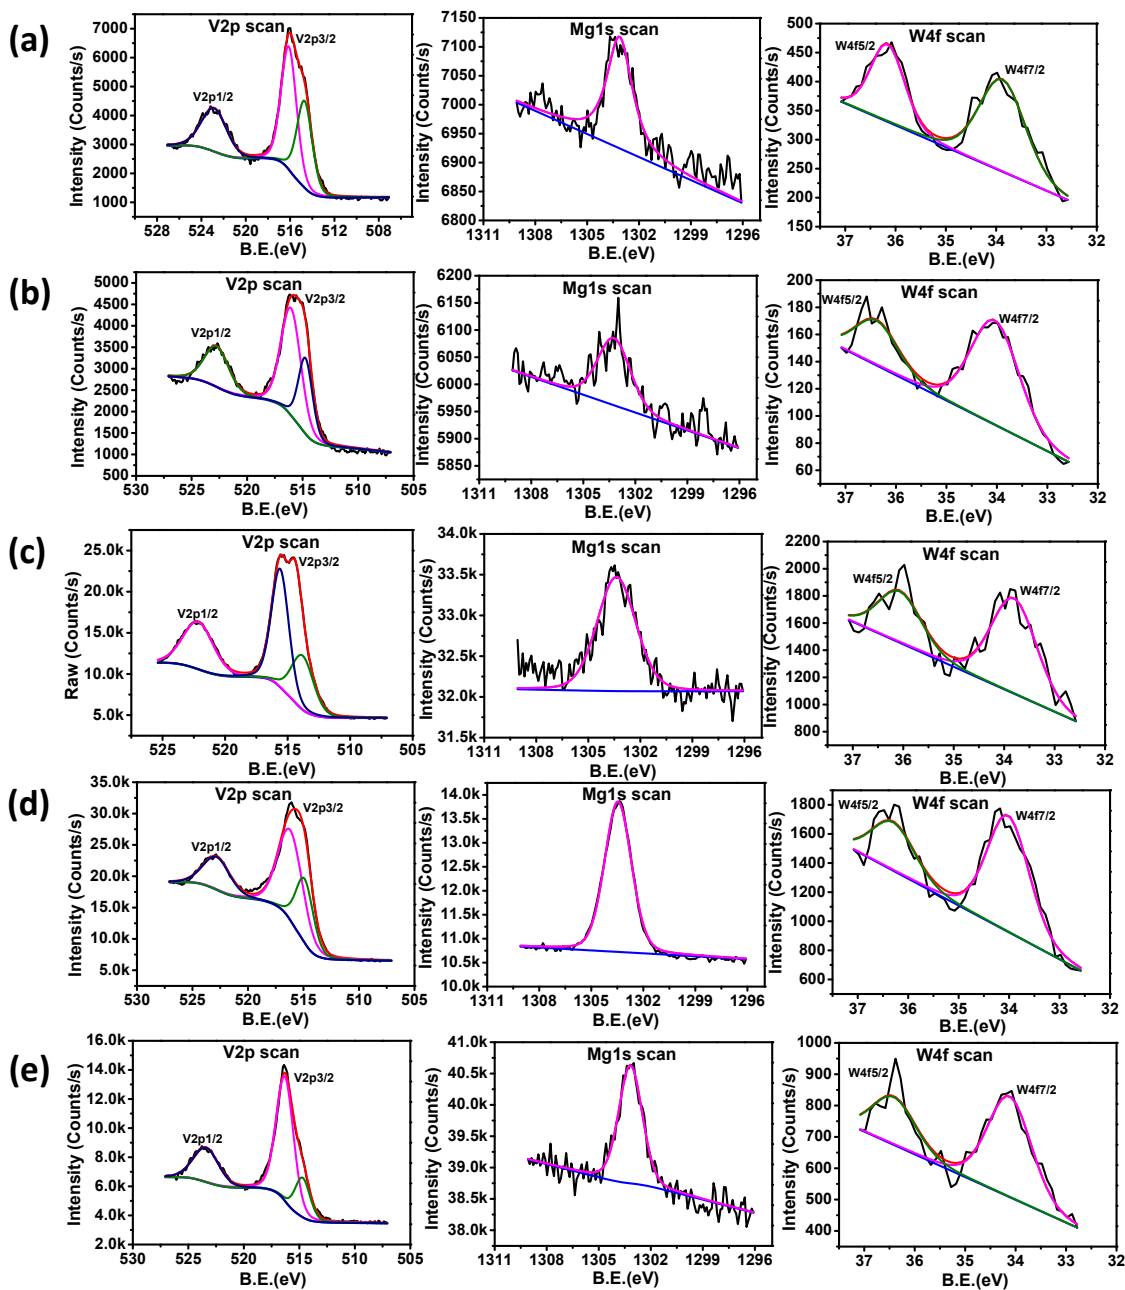 (a)
V2p scan
V2p3/2
V2p1/2
Intensity (Counts/s)
7000
6000
5000
4000
3000
2000
1000
528 524 520 516 512 508
B.E.(eV)
Mg1s scan
Intensity (Counts/s)
7150
7100
7050
7000
6950
6900
6850
6800
1311 1308 1305 1302 1299 1296
B.E.(eV)
W4f scan
W4f5/2
W4f7/2
Intensity (Counts/s)
500
450
400
350
300
250
200
150
37 36 35 34 33 32
B.E.(eV)
(b)
V2p scan
V2p3/2
V2p1/2
Intensity (Counts/s)
5000
4500
4000
3500
3000
2500
2000
1500
1000
500
530 525 520 515 510 505
B.E.(eV)
Mg1s scan
Intensity (Counts/s)
6200
6150
6100
6050
6000
5950
5900
5850
1311 1308 1305 1302 1299 1296
B.E.(eV)
W4f scan
W4f5/2
W4f7/2
Intensity (Counts/s)
180
160
140
120
100
80
60
37 36 35 34 33 32
B.E.(eV)
(c)
V2p scan
V2p3/2
V2p1/2
Raw (Counts/s)
25.0k
20.0k
15.0k
10.0k
5.0k
525 520 515 510 505
B.E.(eV)
Mg1s scan
Intensity (Counts/s)
34.0k
33.5k
33.0k
32.5k
32.0k
31.5k
1311 1308 1305 1302 1299 1296
B.E.(eV)
W4f scan
W4f5/2
W4f7/2
Intensity (Counts/s)
2200
2000
1800
1600
1400
1200
1000
800
37 36 35 34 33 32
B.E.(eV)
(d)
V2p scan
V2p3/2
V2p1/2
Intensity (Counts/s)
35.0k
30.0k
25.0k
20.0k
15.0k
10.0k
5.0k
530 525 520 515 510 505
B.E.(eV)
Mg1s scan
Intensity (Counts/s)
14.0k
13.5k
13.0k
12.5k
12.0k
11.5k
11.0k
10.5k
10.0k
1311 1308 1305 1302 1299 1296
B.E.(eV)
W4f scan
W4f5/2
W4f7/2
Intensity (Counts/s)
1800
1600
1400
1200
1000
800
600
37 36 35 34 33 32
B.E.(eV)
(e)
V2p scan
V2p3/2
V2p1/2
Intensity (Counts/s)
16.0k
14.0k
12.0k
10.0k
8.0k
6.0k
4.0k
2.0k
530 525 520 515 510 505
B.E.(eV)
Mg1s scan
Intensity (Counts/s)
41.0k
40.5k
40.0k
39.5k
39.0k
38.5k
38.0k
1311 1308 1305 1302 1299 1296
B.E.(eV)
W4f scan
W4f5/2
W4f7/2
Intensity (Counts/s)
1000
900
800
700
600
500
400
37 36 35 34 33 32
B.E.(eV)